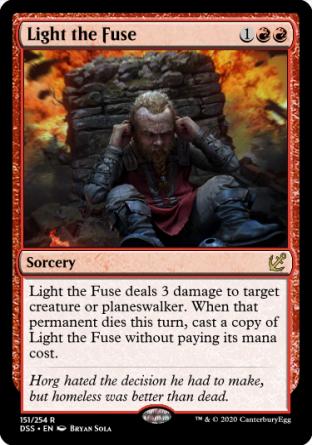 Light the Fuse 1
Sorcery
Light the Fuse deals 3 damage to target
creature or planeswalker. When that
permanent dies this turn, cast a copy of
Light the Fuse without paying its mana
cost.
Horg hated the decision he had to make,
but homeless was better than dead.
151/254 R
DSS • EN Bryan Sola
™ & © 2020 CanterburyEgg